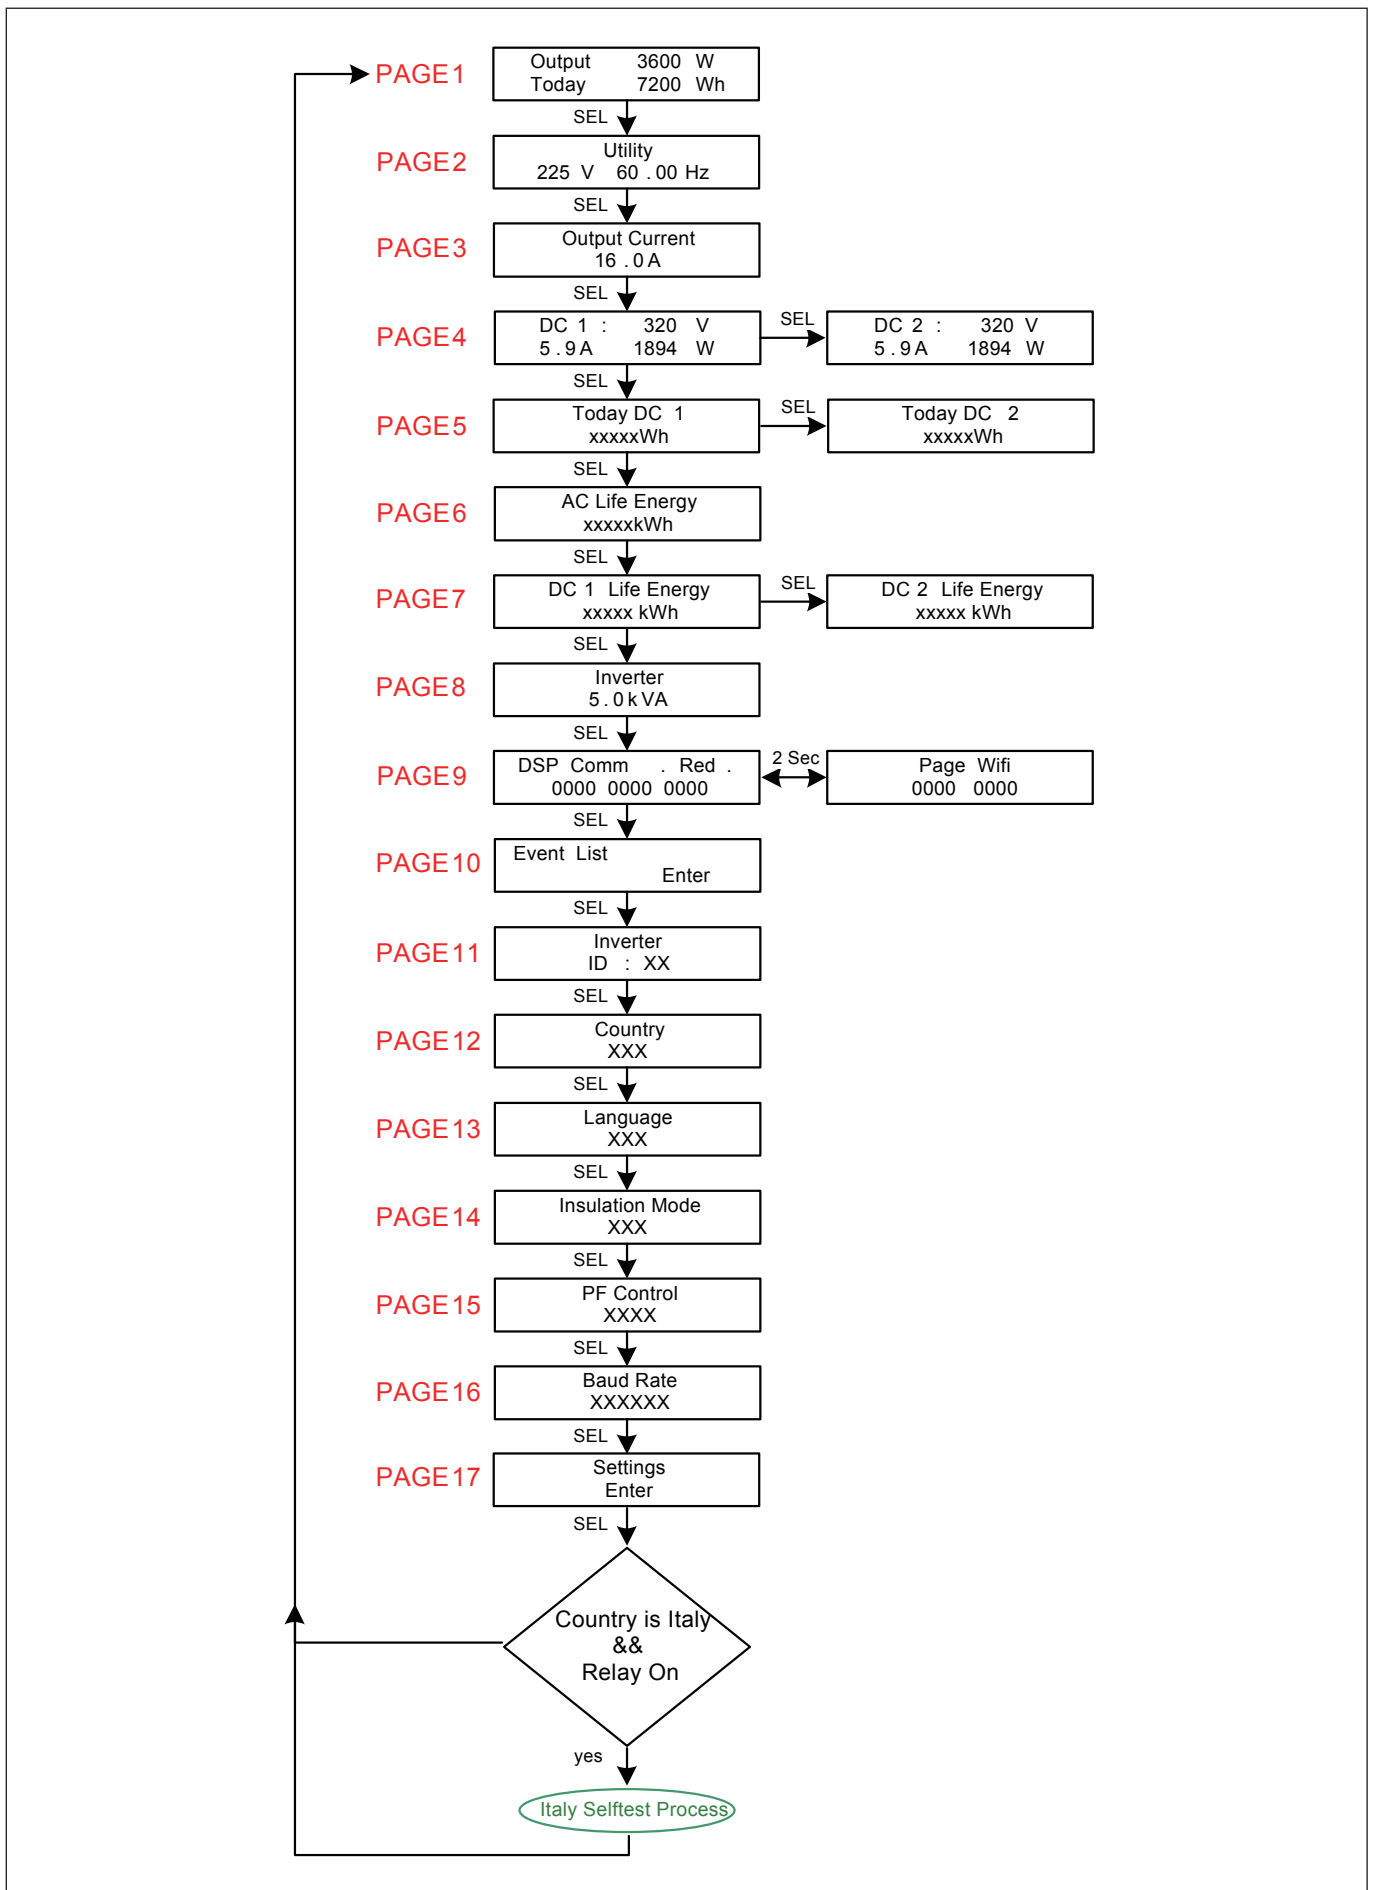 PAGE1
Output 3600 W
Today 7200 Wh
SEL
PAGE2
Utility
225 V 60 . 00 Hz
SEL
PAGE3
Output Current
16 . 0 A
SEL
PAGE4
DC 1 : 320 V
5 . 9 A 1894 W
SEL
DC 2 : 320 V
5 . 9 A 1894 W
SEL
PAGE5
Today DC 1
xxxxxWh
SEL
Today DC 2
xxxxxWh
SEL
PAGE6
AC Life Energy
xxxxxkWh
SEL
PAGE7
DC 1 Life Energy
xxxxx kWh
SEL
DC 2 Life Energy
xxxxx kWh
SEL
PAGE8
Inverter
5 . 0 k VA
SEL
PAGE9
DSP Comm . Red .
0000 0000 0000
2 Sec
Page Wifi
0000 0000
SEL
PAGE10
Event List
Enter
SEL
PAGE11
Inverter
ID : XX
SEL
PAGE12
Country
XXX
SEL
PAGE13
Language
XXX
SEL
PAGE14
Insulation Mode
XXX
SEL
PAGE15
PF Control
XXXX
SEL
PAGE16
Baud Rate
XXXXXX
SEL
PAGE17
Settings
Enter
SEL
Country is Italy
&&
Relay On
yes
Italy Selftest Process